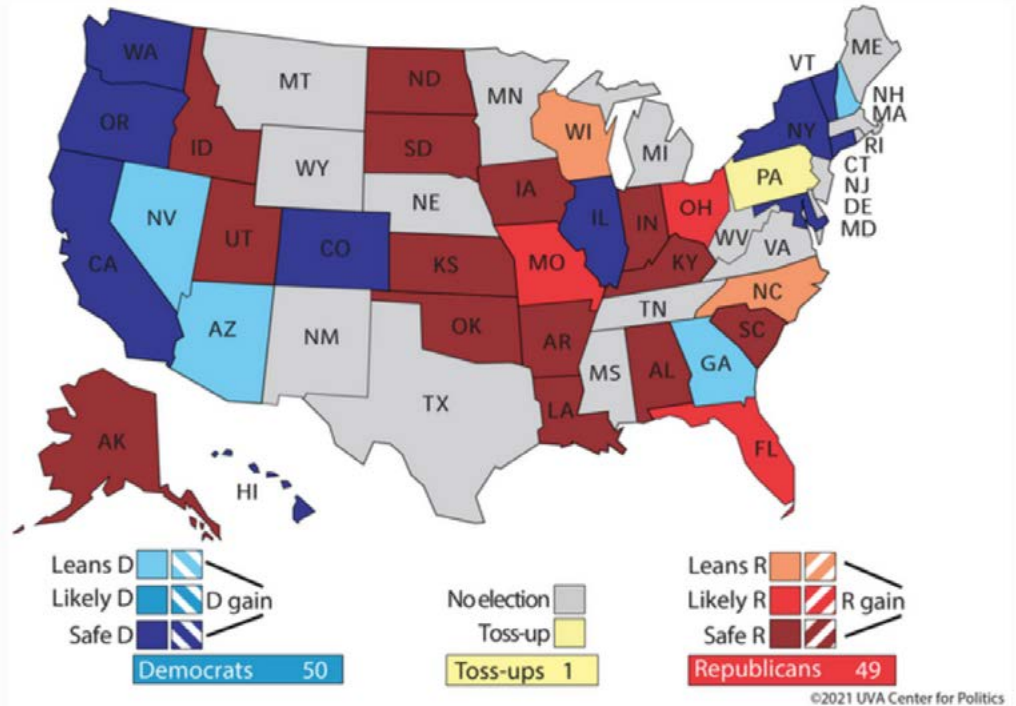 WA
MT
ND
MN
ME
VT
NH
MA
RI
CT
NJ
DE
MD
OR
ID
WY
SD
WI
MI
NY
PA
NV
UT
CO
NE
IA
IL
IN
OH
WV
VA
CA
KS
MO
KY
NC
AZ
NM
OK
AR
TN
SC
TX
LA
MS
AL
GA
FL
AK
HI
Leans D
Likely D
Safe D
D gain
Democrats 50
No election
Toss-up
Toss-ups 1
Leans R
Likely R
Safe R
R gain
Republicans 49
©2021 UVA Center for Politics